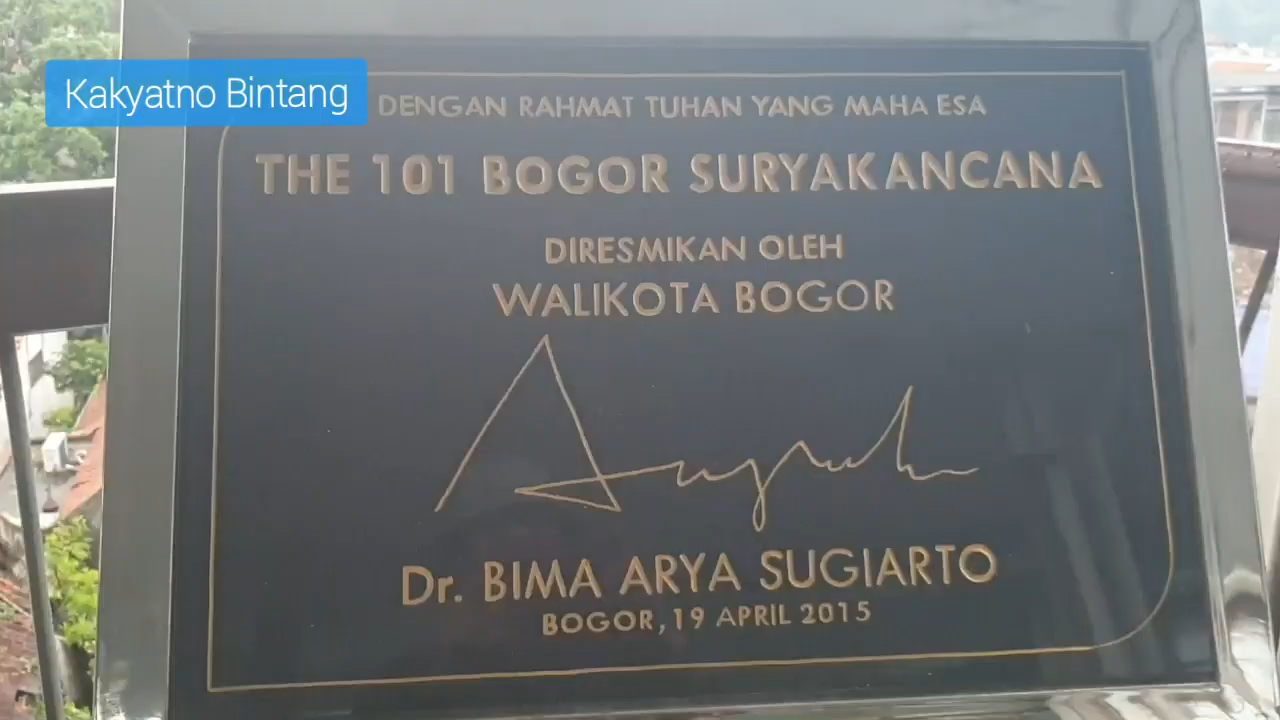 Kakyatno Bintang
DENGAN RAHMAT TUHAN YANG MAHA ESA
THE 101 BOGOR SURYAKANCANA
DIRESMIKAN OLEH
WALIKOTA BOGOR
Dr. BIMA ARYA SUGIARTO
BOGOR, 19 APRIL 2015